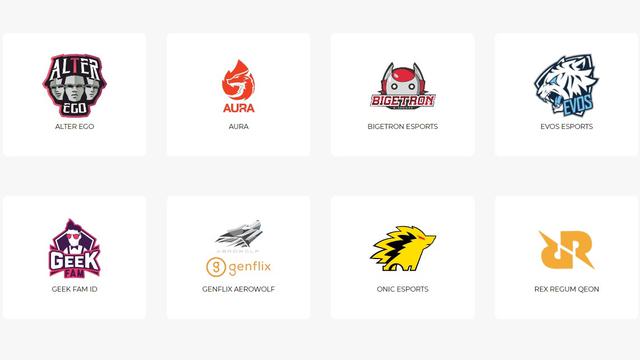 ALTER
EGO
ALTER EGO
AURA
AURA
BIGETRON
BIGETRON ESPORTS
EVOS
EVOS ESPORTS
GEEK
FAM
GEEK FAM ID
AEROWOLF
genflix
GENFLIX AEROWOLF
ONIC ESPORTS
R
REX REGUM QEON